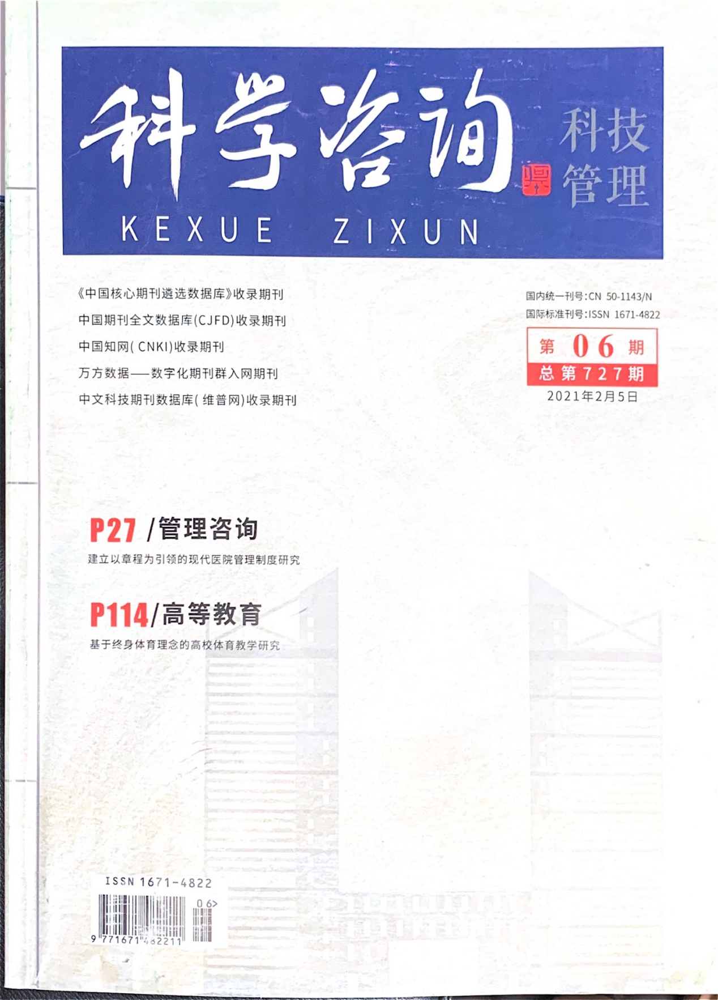 科学咨询
科技
管理
KEXUE ZIXUN
《中国核心期刊遴选数据库》收录期刊
中国期刊全文数据库(CJFD)收录期刊
中国知网( CNKI)收录期刊
万方数据——数字化期刊群入网期刊
中文科技期刊数据库( 维普网)收录期刊
国内统一刊号:CN 50-1143/N
国际标准刊号:ISSN 1671-4822
第 06 期
总第727期
2021年2月5日
P27 /管理咨询
建立以章程为引领的现代医院管理制度研究
P114/高等教育
基于终身体育理念的高校体育教学研究
ISSN 1671-4822
06>
9 771671 482211